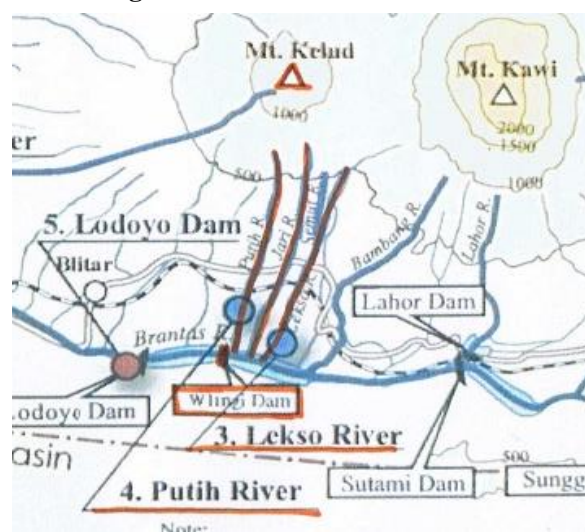 Mt. Kelud
Mt. Kawi
1000
2000
1500
1000
er
500
5. Lodoyo Dam
Putih R.
Jari R.
Semut R.
Bambang R.
Lahor R.
Blitar
Lahor Dam
Brantas R.
Lekso R.
Wlingi Dam
Lodoyo Dam
3. Lekso River
asin
500
4. Putih River
Sutami Dam
Sungg
Note: